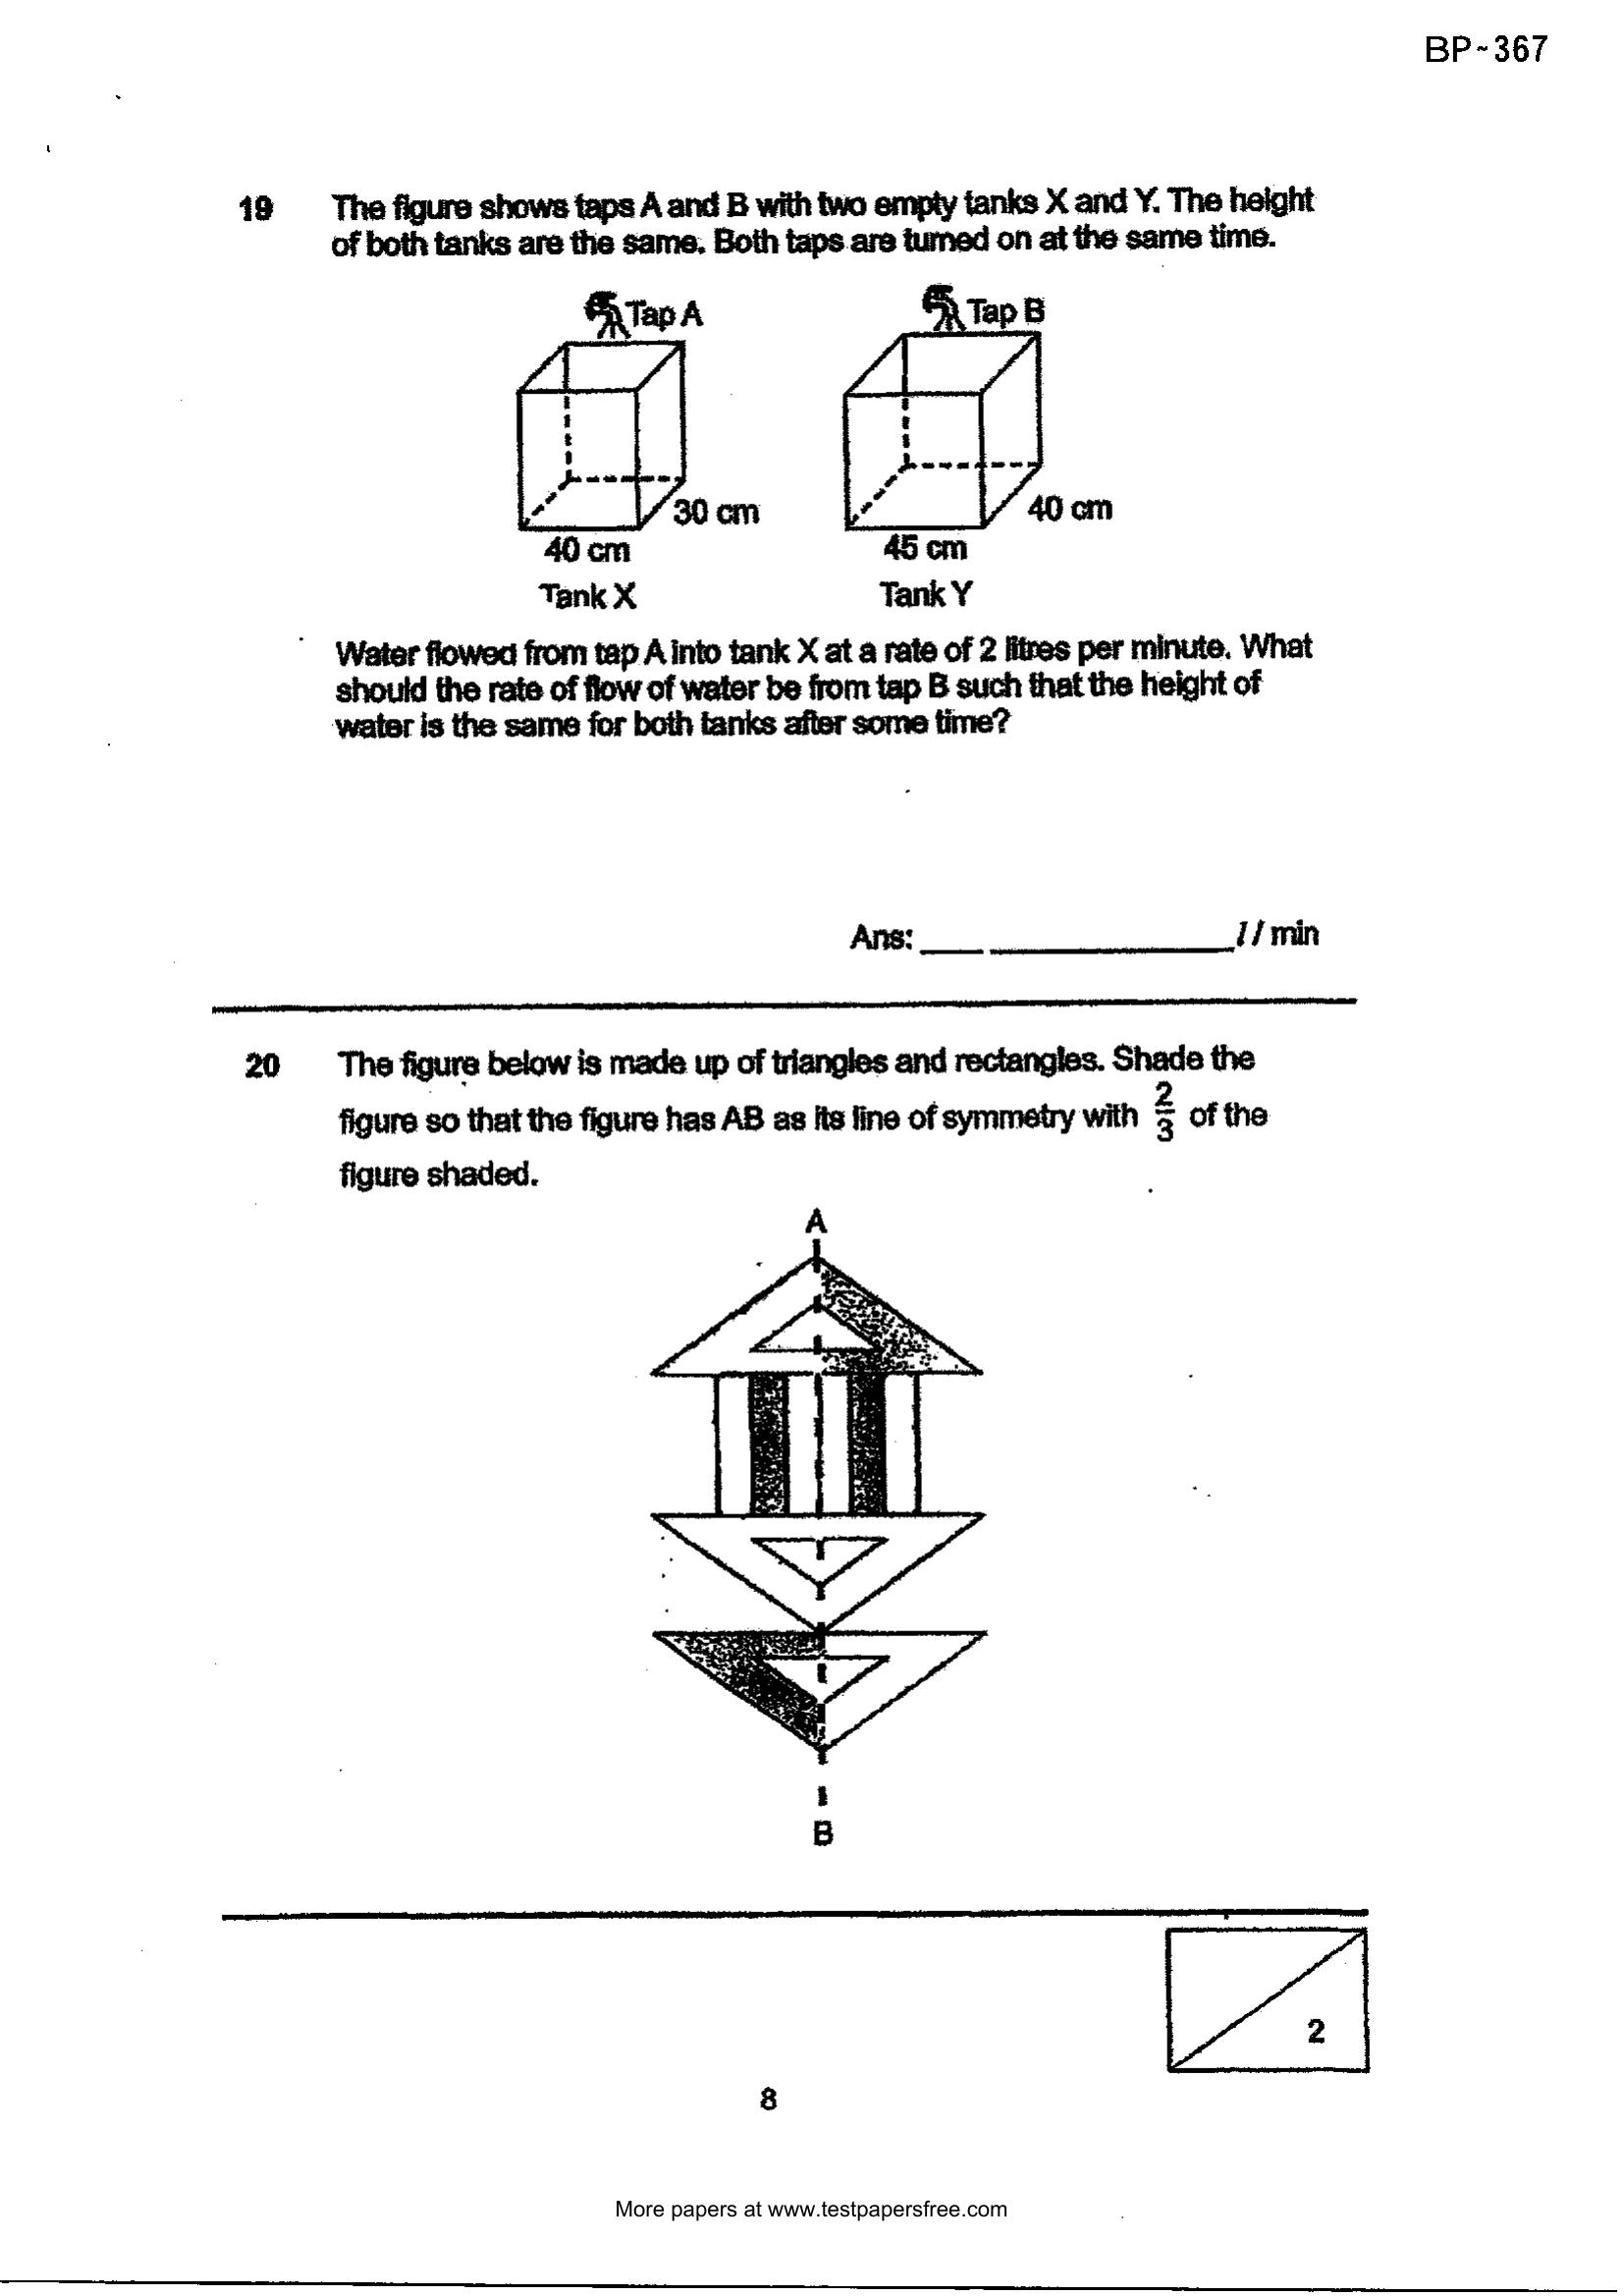 BP-367
19 The figure shows taps A and B with two empty tanks X and Y. The height
of both tanks are the same. Both taps are turned on at the same time.
Tap A Tap B
30 cm 40 cm
40 cm 45 cm
Tank X Tank Y
Water flowed from tap A into tank X at a rate of 2 litres per minute. What
should the rate of flow of water be from tap B such that the height of
water is the same for both tanks after some time?
Ans: ____ ________________ l / min
20 The figure below is made up of triangles and rectangles. Shade the
figure so that the figure has AB as its line of symmetry with 2/3 of the
figure shaded.
A
B
2
8
More papers at www.testpapersfree.com